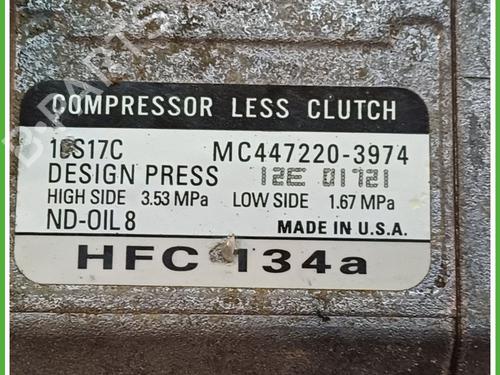 COMPRESSOR LESS CLUTCH
10S17C MC447220-3974
DESIGN PRESS 12E 01721
HIGH SIDE 3.53 MPa LOW SIDE 1.67 MPa
ND-OIL 8 MADE IN U.S.A.
HFC 134a